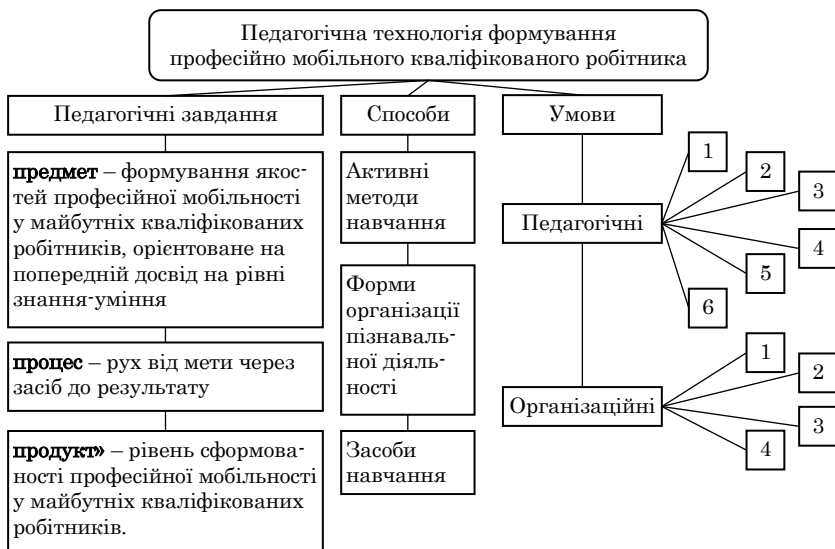 Педагогічна технологія формування
професійно мобільного кваліфікованого робітника
Педагогічні завдання
предмет – формування якос-
тей професійної мобільності
у майбутніх кваліфікованих
робітників, орієнтоване на
попередній досвід на рівні
знання-уміння
процес – рух від мети через
засіб до результату
продукт» – рівень сформова-
ності професійної мобільності
у майбутніх кваліфікованих
робітників.
Способи
Активні
методи
навчання
Форми
організації
пізнаваль-
ної діяль-
ності
Засоби
навчання
Умови
Педагогічні
1
2
3
4
5
6
Організаційні
1
2
3
4